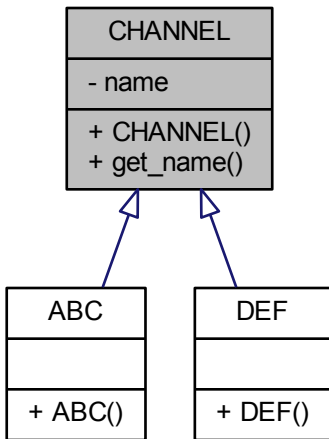 CHANNEL
- name
+ CHANNEL()
+ get_name()
ABC
+ ABC()
DEF
+ DEF()